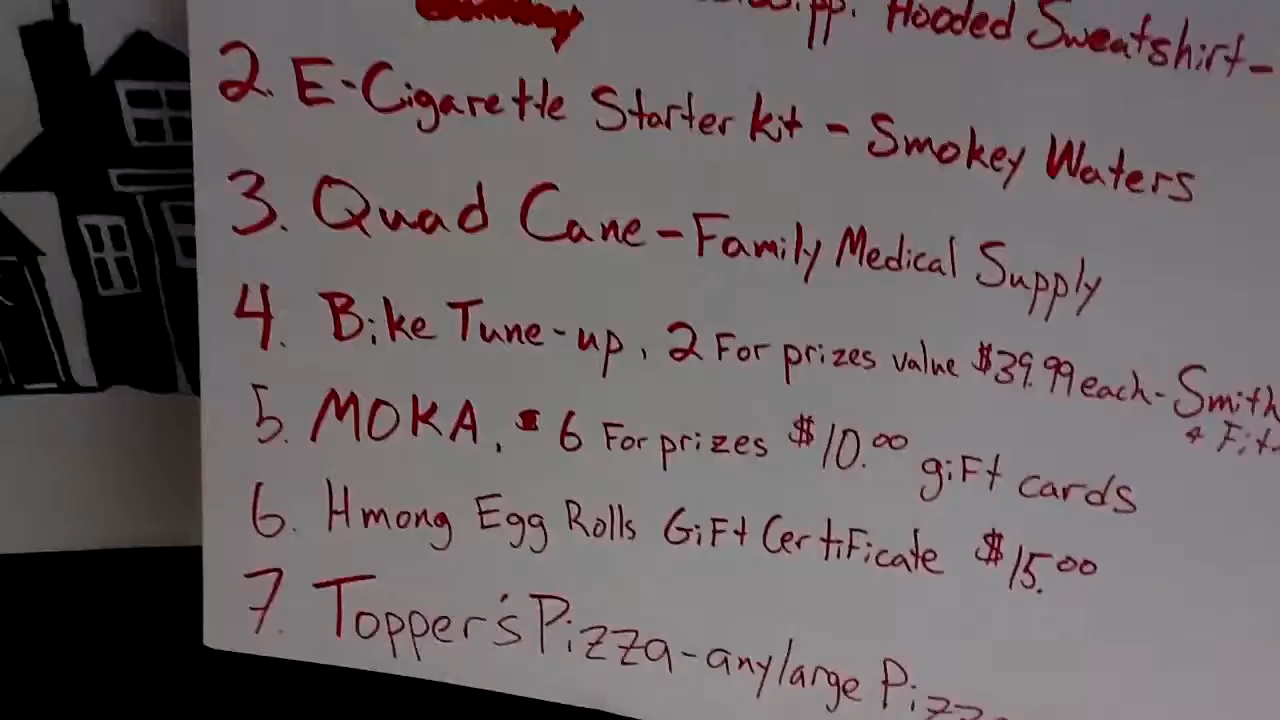 Hooded Sweatshirt-
2. E-Cigarette Starter kit - Smokey Waters
3. Quad Cane-Family Medical Supply
4. Bike Tune-up, 2 For prizes value $39.99 each- Smith
+ Fit-
5. MOKA, 6 For prizes $10.00 giFt cards
6. Hmong Egg Rolls GiFt CertiFicate $15.00
7. Topper's Pizza-any large Pizz